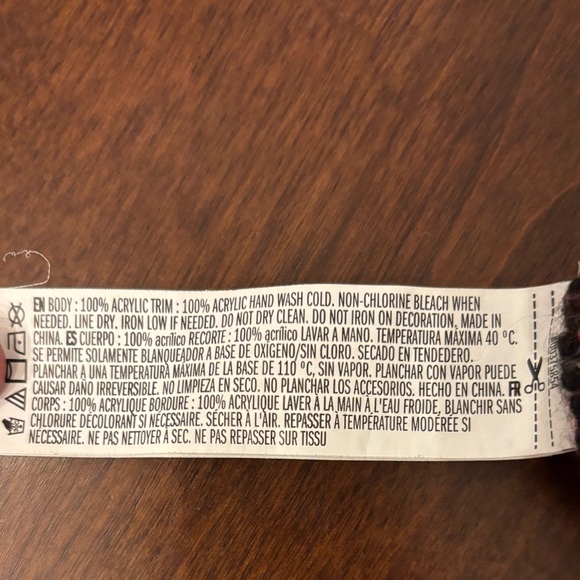 EN BODY : 100% ACRYLIC TRIM : 100% ACRYLIC HAND WASH COLD. NON-CHLORINE BLEACH WHEN
NEEDED. LINE DRY. IRON LOW IF NEEDED. DO NOT DRY CLEAN. DO NOT IRON ON DECORATION. MADE IN
CHINA. ES CUERPO : 100% acrílico RECORTE : 100% acrílico LAVAR A MANO. TEMPERATURA MÁXIMA 40 ºC.
SE PERMITE SOLAMENTE BLANQUEADOR A BASE DE OXÍGENO/SIN CLORO. SECADO EN TENDEDERO.
PLANCHAR A UNA TEMPERATURA MÁXIMA DE LA BASE DE 110 ºC, SIN VAPOR. PLANCHAR CON VAPOR PUEDE
CAUSAR DAÑO IRREVERSIBLE. NO LIMPIEZA EN SECO. NO PLANCHAR LOS ACCESORIOS. HECHO EN CHINA. FR
CORPS : 100% ACRYLIQUE BORDURE : 100% ACRYLIQUE LAVER À LA MAIN À L'EAU FROIDE, BLANCHIR SANS
CHLORURE DÉCOLORANT SI NÉCESSAIRE. SÉCHER À L'AIR. REPASSER À TEMPÉRATURE MODERÉE SI
NÉCESSAIRE. NE PAS NETTOYER À SEC. NE PAS REPASSER SUR TISSU